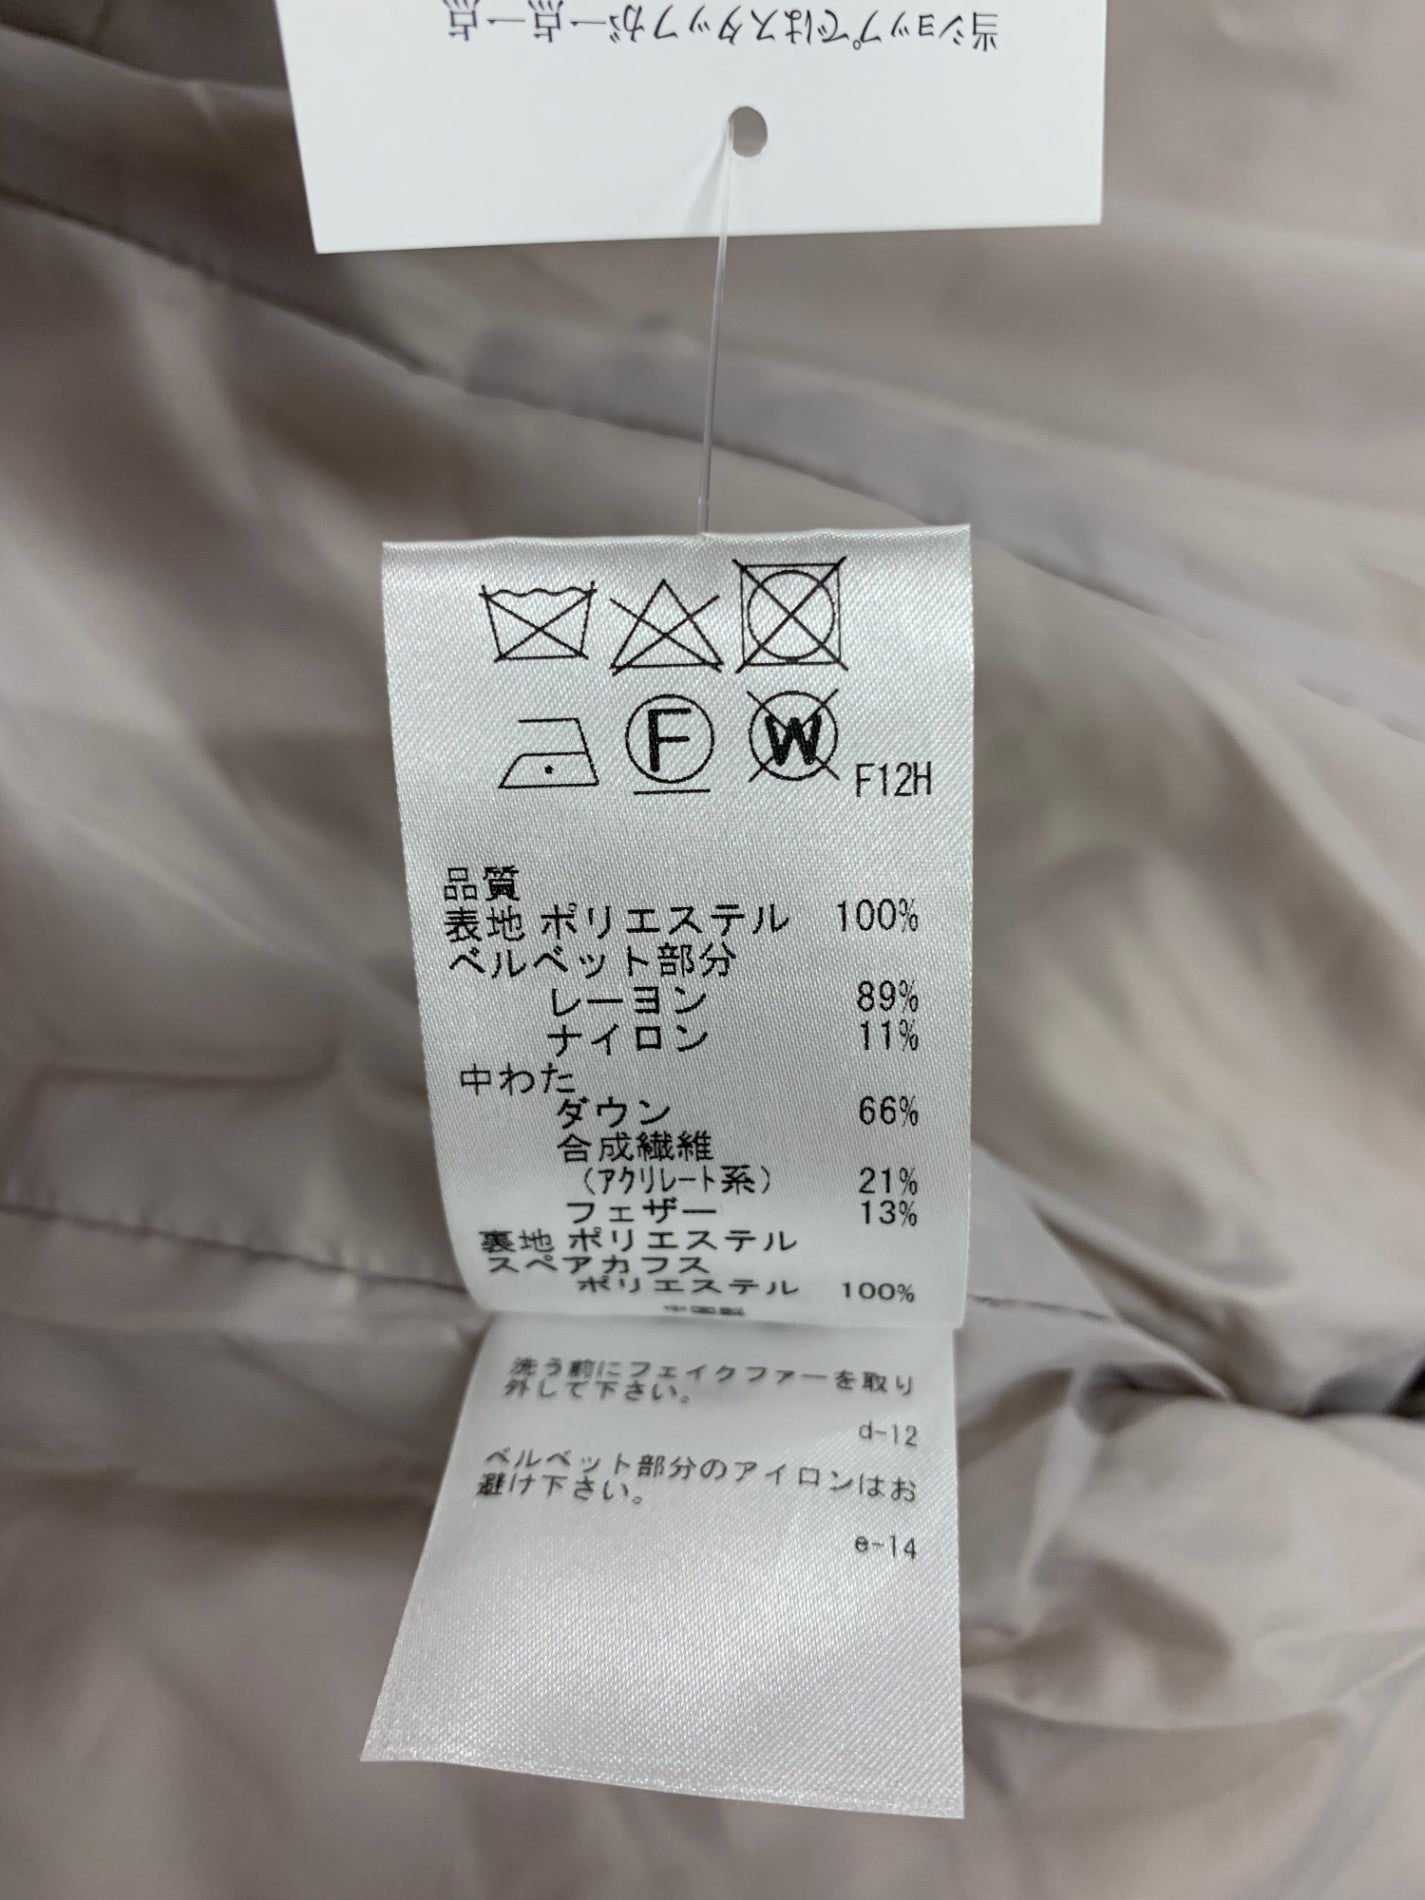 当ショップではスタッフが一点一点
F
W
F12H
品質
表地 ポリエステル 100%
ベルベット部分
レーヨン 89%
ナイロン 11%
中わた
ダウン 66%
合成繊維
(アクリレート系) 21%
フェザー 13%
裏地 ポリエステル
スペアカフス
ポリエステル 100%
洗う前にフェイクファーを取り
外して下さい。
d-12
ベルベット部分のアイロンはお
避け下さい。
e-14